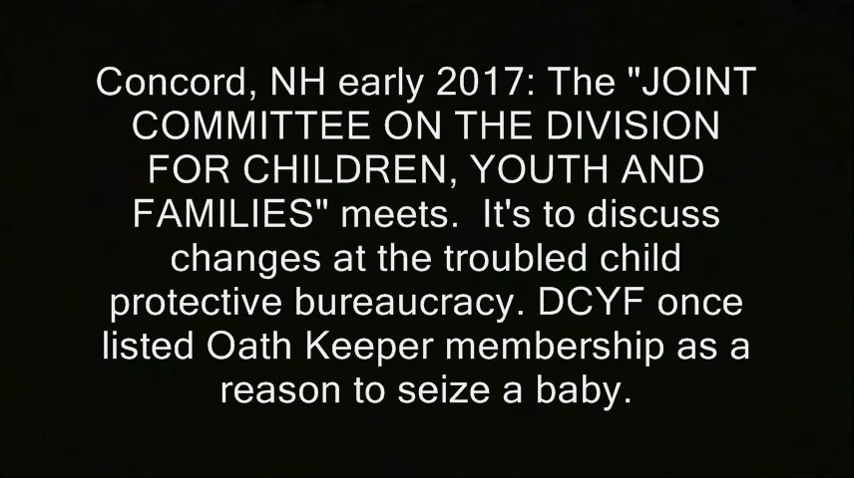 Concord, NH early 2017: The "JOINT
COMMITTEE ON THE DIVISION
FOR CHILDREN, YOUTH AND
FAMILIES" meets.  It's to discuss
changes at the troubled child
protective bureaucracy. DCYF once
listed Oath Keeper membership as a
reason to seize a baby.